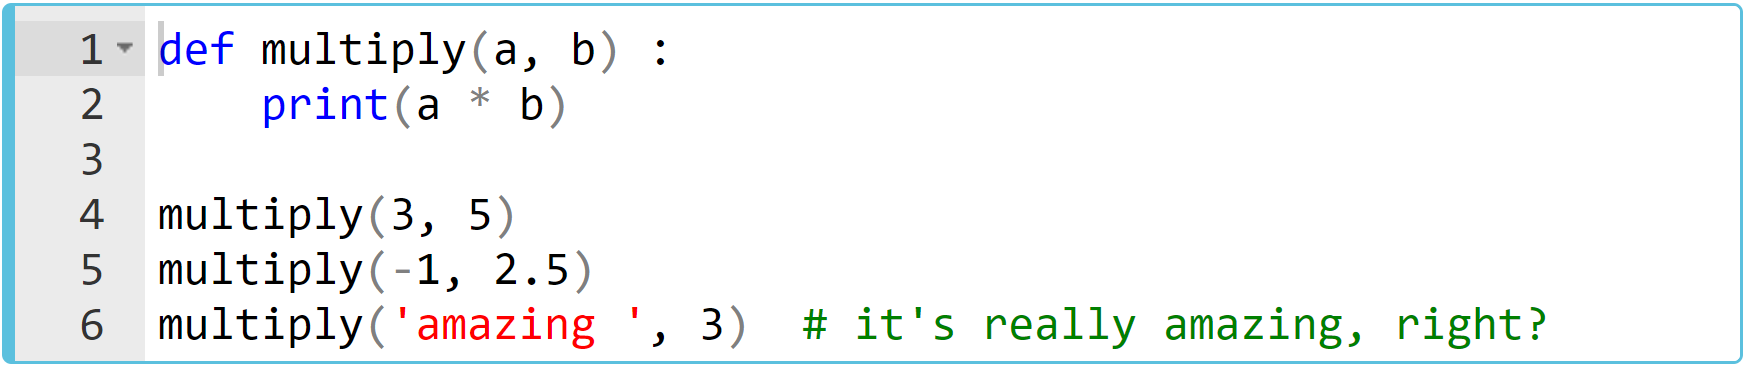 1 def multiply(a, b) :
2     print(a * b)
3
4 multiply(3, 5)
5 multiply(-1, 2.5)
6 multiply('amazing ', 3)  # it's really amazing, right?